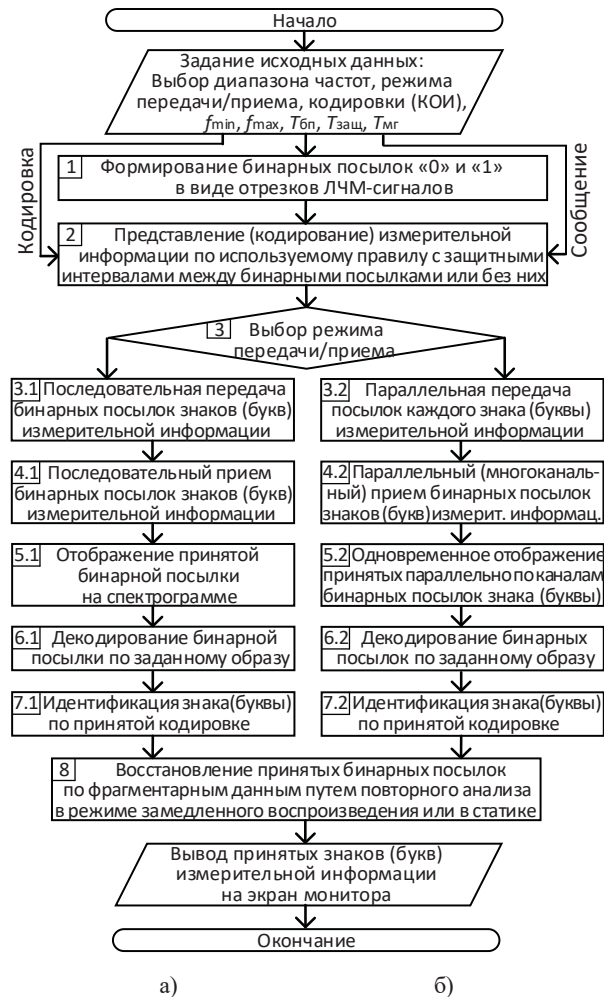 Начало
Задание исходных данных:
Выбор диапазона частот, режима
передачи/приема, кодировки (КОИ),
fmin, fmax, Tбп, Tзащ, Tмг
Кодировка
Сообщение
1 Формирование бинарных посылок «0» и «1»
в виде отрезков ЛЧМ-сигналов
2 Представление (кодирование) измерительной
информации по используемому правилу с защитными
интервалами между бинарными посылками или без них
3 Выбор режима
передачи/приема
3.1 Последовательная передача
бинарных посылок знаков (букв)
измерительной информации
3.2 Параллельная передача
посылок каждого знака (буквы)
измерительной информации
4.1 Последовательный прием
бинарных посылок знаков (букв)
измерительной информации
4.2 Параллельный (многоканаль-
ный) прием бинарных посылок
знаков (букв) измерит. информац.
5.1 Отображение принятой
бинарной посылки
на спектрограмме
5.2 Одновременное отображение
принятых параллельно по каналам
бинарных посылок знака (буквы)
6.1 Декодирование бинарной
посылки по заданному образу
6.2 Декодирование бинарных
посылок по заданному образу
7.1 Идентификация знака(буквы)
по принятой кодировке
7.2 Идентификация знака(буквы)
по принятой кодировке
8 Восстановление принятых бинарных посылок
по фрагментарным данным путем повторного анализа
в режиме замедленного воспроизведения или в статике
Вывод принятых знаков (букв)
измерительной информации
на экран монитора
Окончание
а) б)